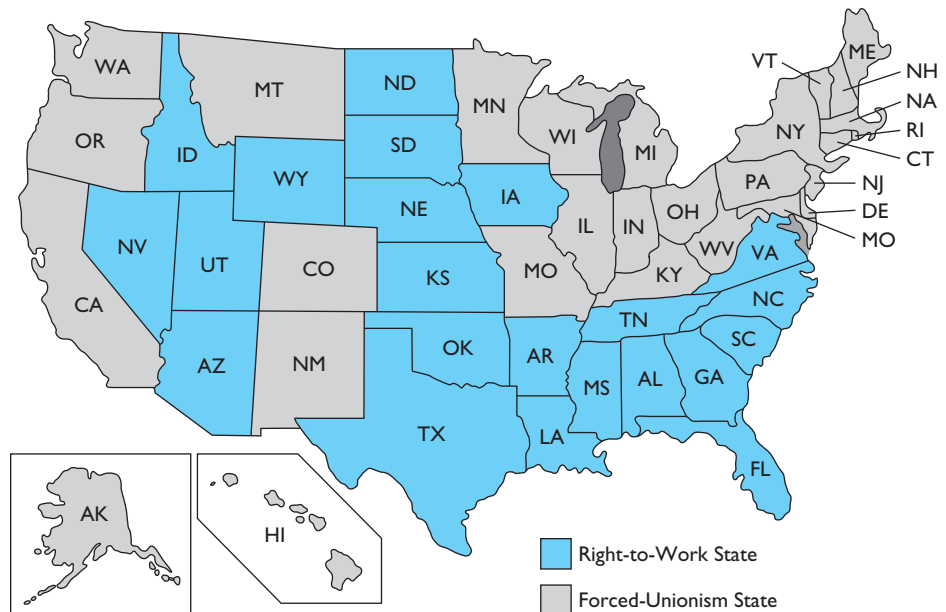 WA
MT
ND
MN
VT
ME
NH
NA
RI
CT
OR
ID
SD
WI
MI
NY
WY
IA
PA
NJ
DE
MO
NE
NV
UT
CO
KS
MO
IL
IN
OH
WV
KY
VA
CA
AZ
NM
OK
AR
TN
NC
SC
MS
AL
GA
TX
LA
FL
AK
HI
Right-to-Work State
Forced-Unionism State